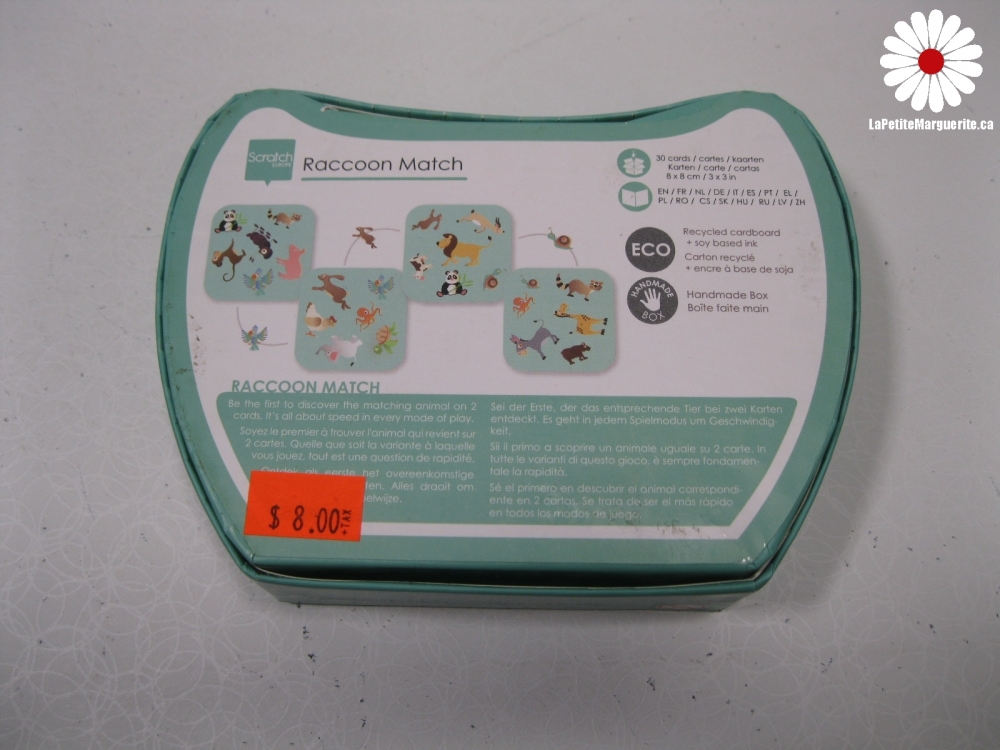 LaPetiteMarguerite.ca
Scratch
EUROPE
Raccoon Match
30 cards / cartes / kaarten
Karten / carte / cartas
8 x 8 cm / 3 x 3 in
EN / FR / NL / DE / IT / ES / PT / EL /
PL / RO / CS / SK / HU / RU / LV / ZH
ECO
Recycled cardboard
+ soy based ink
Carton recyclé
+ encre à base de soja
HANDMADE
BOX
Handmade Box
Boîte faite main
RACCOON MATCH
Be the first to discover the matching animal on 2
cards. It's all about speed in every mode of play.
Soyez le premier à trouver l'animal qui revient sur
2 cartes. Quelle que soit la variante à laquelle
vous jouez, tout est une question de rapidité.
Ontdek als eerste het overeenkomstige
ten. Alles draait om
pelwijze.
Sei der Erste, der das entsprechende Tier bei zwei Karten
entdeckt. Es geht in jedem Spielmodus um Geschwindig-
keit.
Sii il primo a scoprire un animale uguale su 2 carte. In
tutte le varianti di questo gioco, è sempre fondamen-
tale la rapidità.
Sé el primero en descubrir el animal correspondi-
ente en 2 cartas. Se trata de ser el más rápido
en todos los modos de juego.
$ 8.00
+TAX